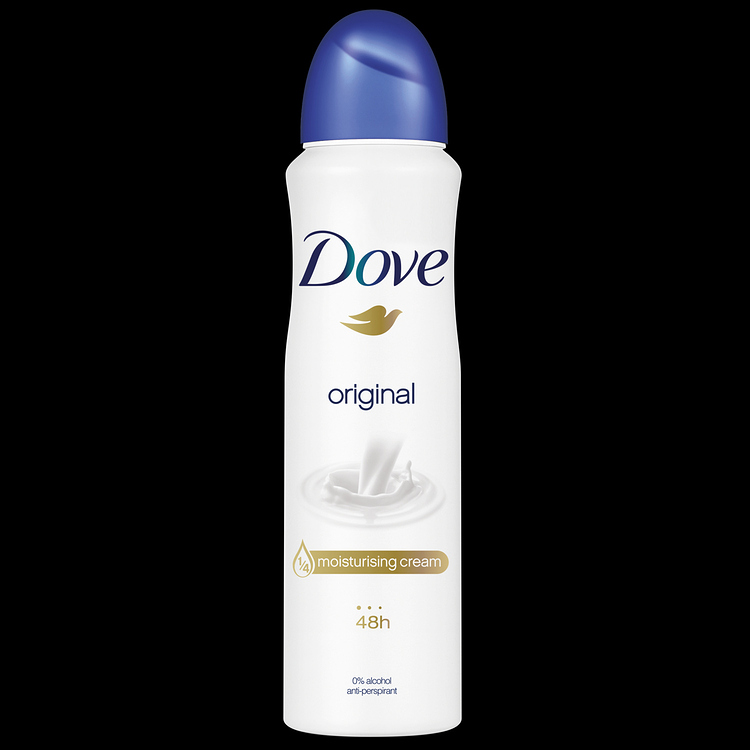 Dove
original
1/4 moisturising cream
48h
0% alcohol
anti-perspirant